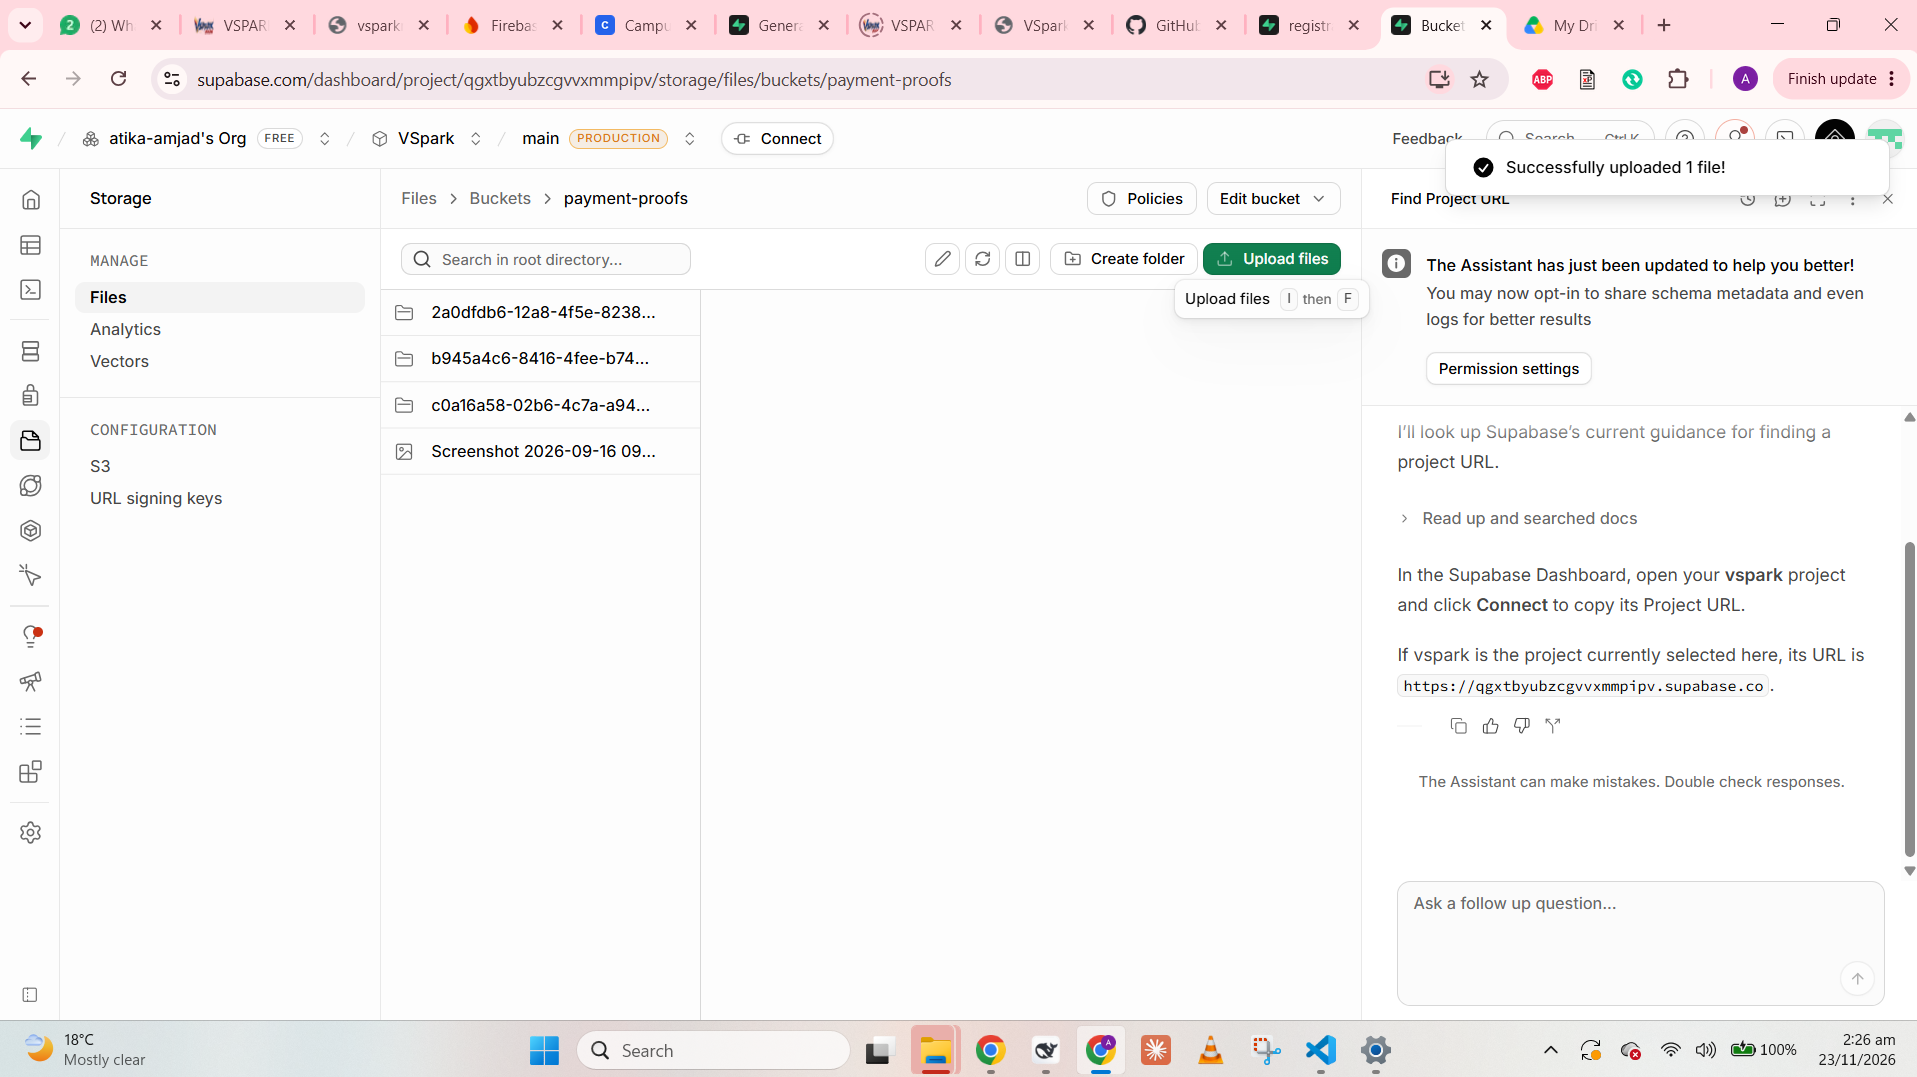 2
(2) Wh
VSPAR
vspark
Firebas
Campu
Genera
VSPAR
VSpark
GitHub
registra
Bucket
My Dri
supabase.com/dashboard/project/qgxtbyubzcgvvxmmpipv/storage/files/buckets/payment-proofs
ABP
A
Finish update
atika-amjad's Org
FREE
VSpark
main
PRODUCTION
Connect
Feedback
Search
Ctrl K
Successfully uploaded 1 file!
Storage
Files > Buckets > payment-proofs
Policies
Edit bucket
Find Project URL
MANAGE
Files
Analytics
Vectors
CONFIGURATION
S3
URL signing keys
Search in root directory...
Create folder
Upload files
Upload files I then F
2a0dfdb6-12a8-4f5e-8238...
b945a4c6-8416-4fee-b74...
c0a16a58-02b6-4c7a-a94...
Screenshot 2026-09-16 09...
The Assistant has just been updated to help you better!
You may now opt-in to share schema metadata and even
logs for better results
Permission settings
I'll look up Supabase's current guidance for finding a
project URL.
Read up and searched docs
In the Supabase Dashboard, open your vspark project
and click Connect to copy its Project URL.
If vspark is the project currently selected here, its URL is
https://qgxtbyubzcgvvxmmpipv.supabase.co.
The Assistant can make mistakes. Double check responses.
Ask a follow up question...
18°C
Mostly clear
Search
100%
2:26 am
23/11/2026